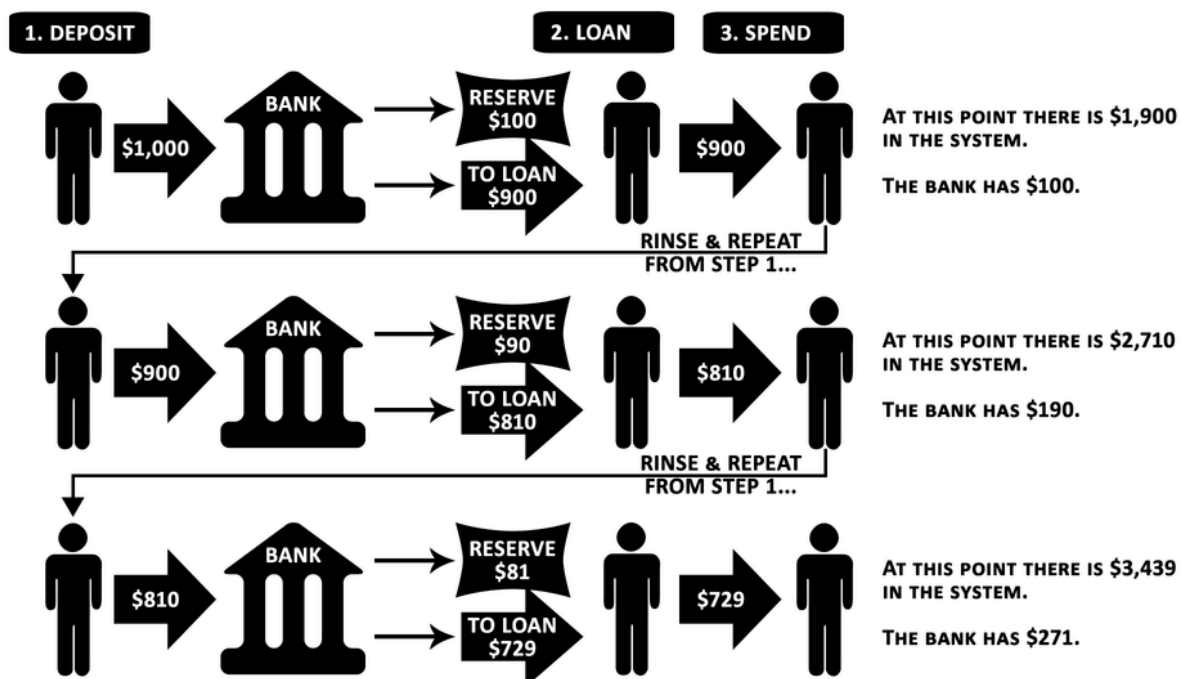 1. DEPOSIT
2. LOAN
3. SPEND
$1,000
BANK
RESERVE
$100
TO LOAN
$900
$900
AT THIS POINT THERE IS $1,900
IN THE SYSTEM.
THE BANK HAS $100.
RINSE & REPEAT
FROM STEP 1...
$900
BANK
RESERVE
$90
TO LOAN
$810
$810
AT THIS POINT THERE IS $2,710
IN THE SYSTEM.
THE BANK HAS $190.
RINSE & REPEAT
FROM STEP 1...
$810
BANK
RESERVE
$81
TO LOAN
$729
$729
AT THIS POINT THERE IS $3,439
IN THE SYSTEM.
THE BANK HAS $271.